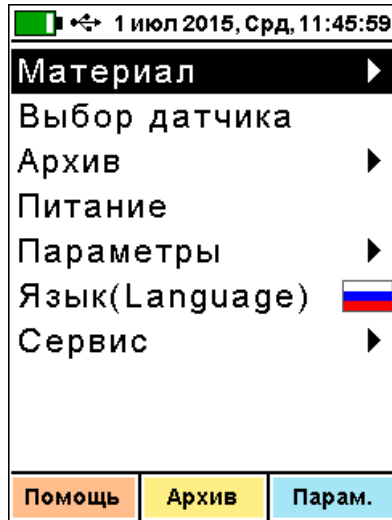 1 июл 2015, Срд, 11:45:59
Материал
Выбор датчика
Архив
Питание
Параметры
Язык(Language)
Сервис
Помощь Архив Парам.